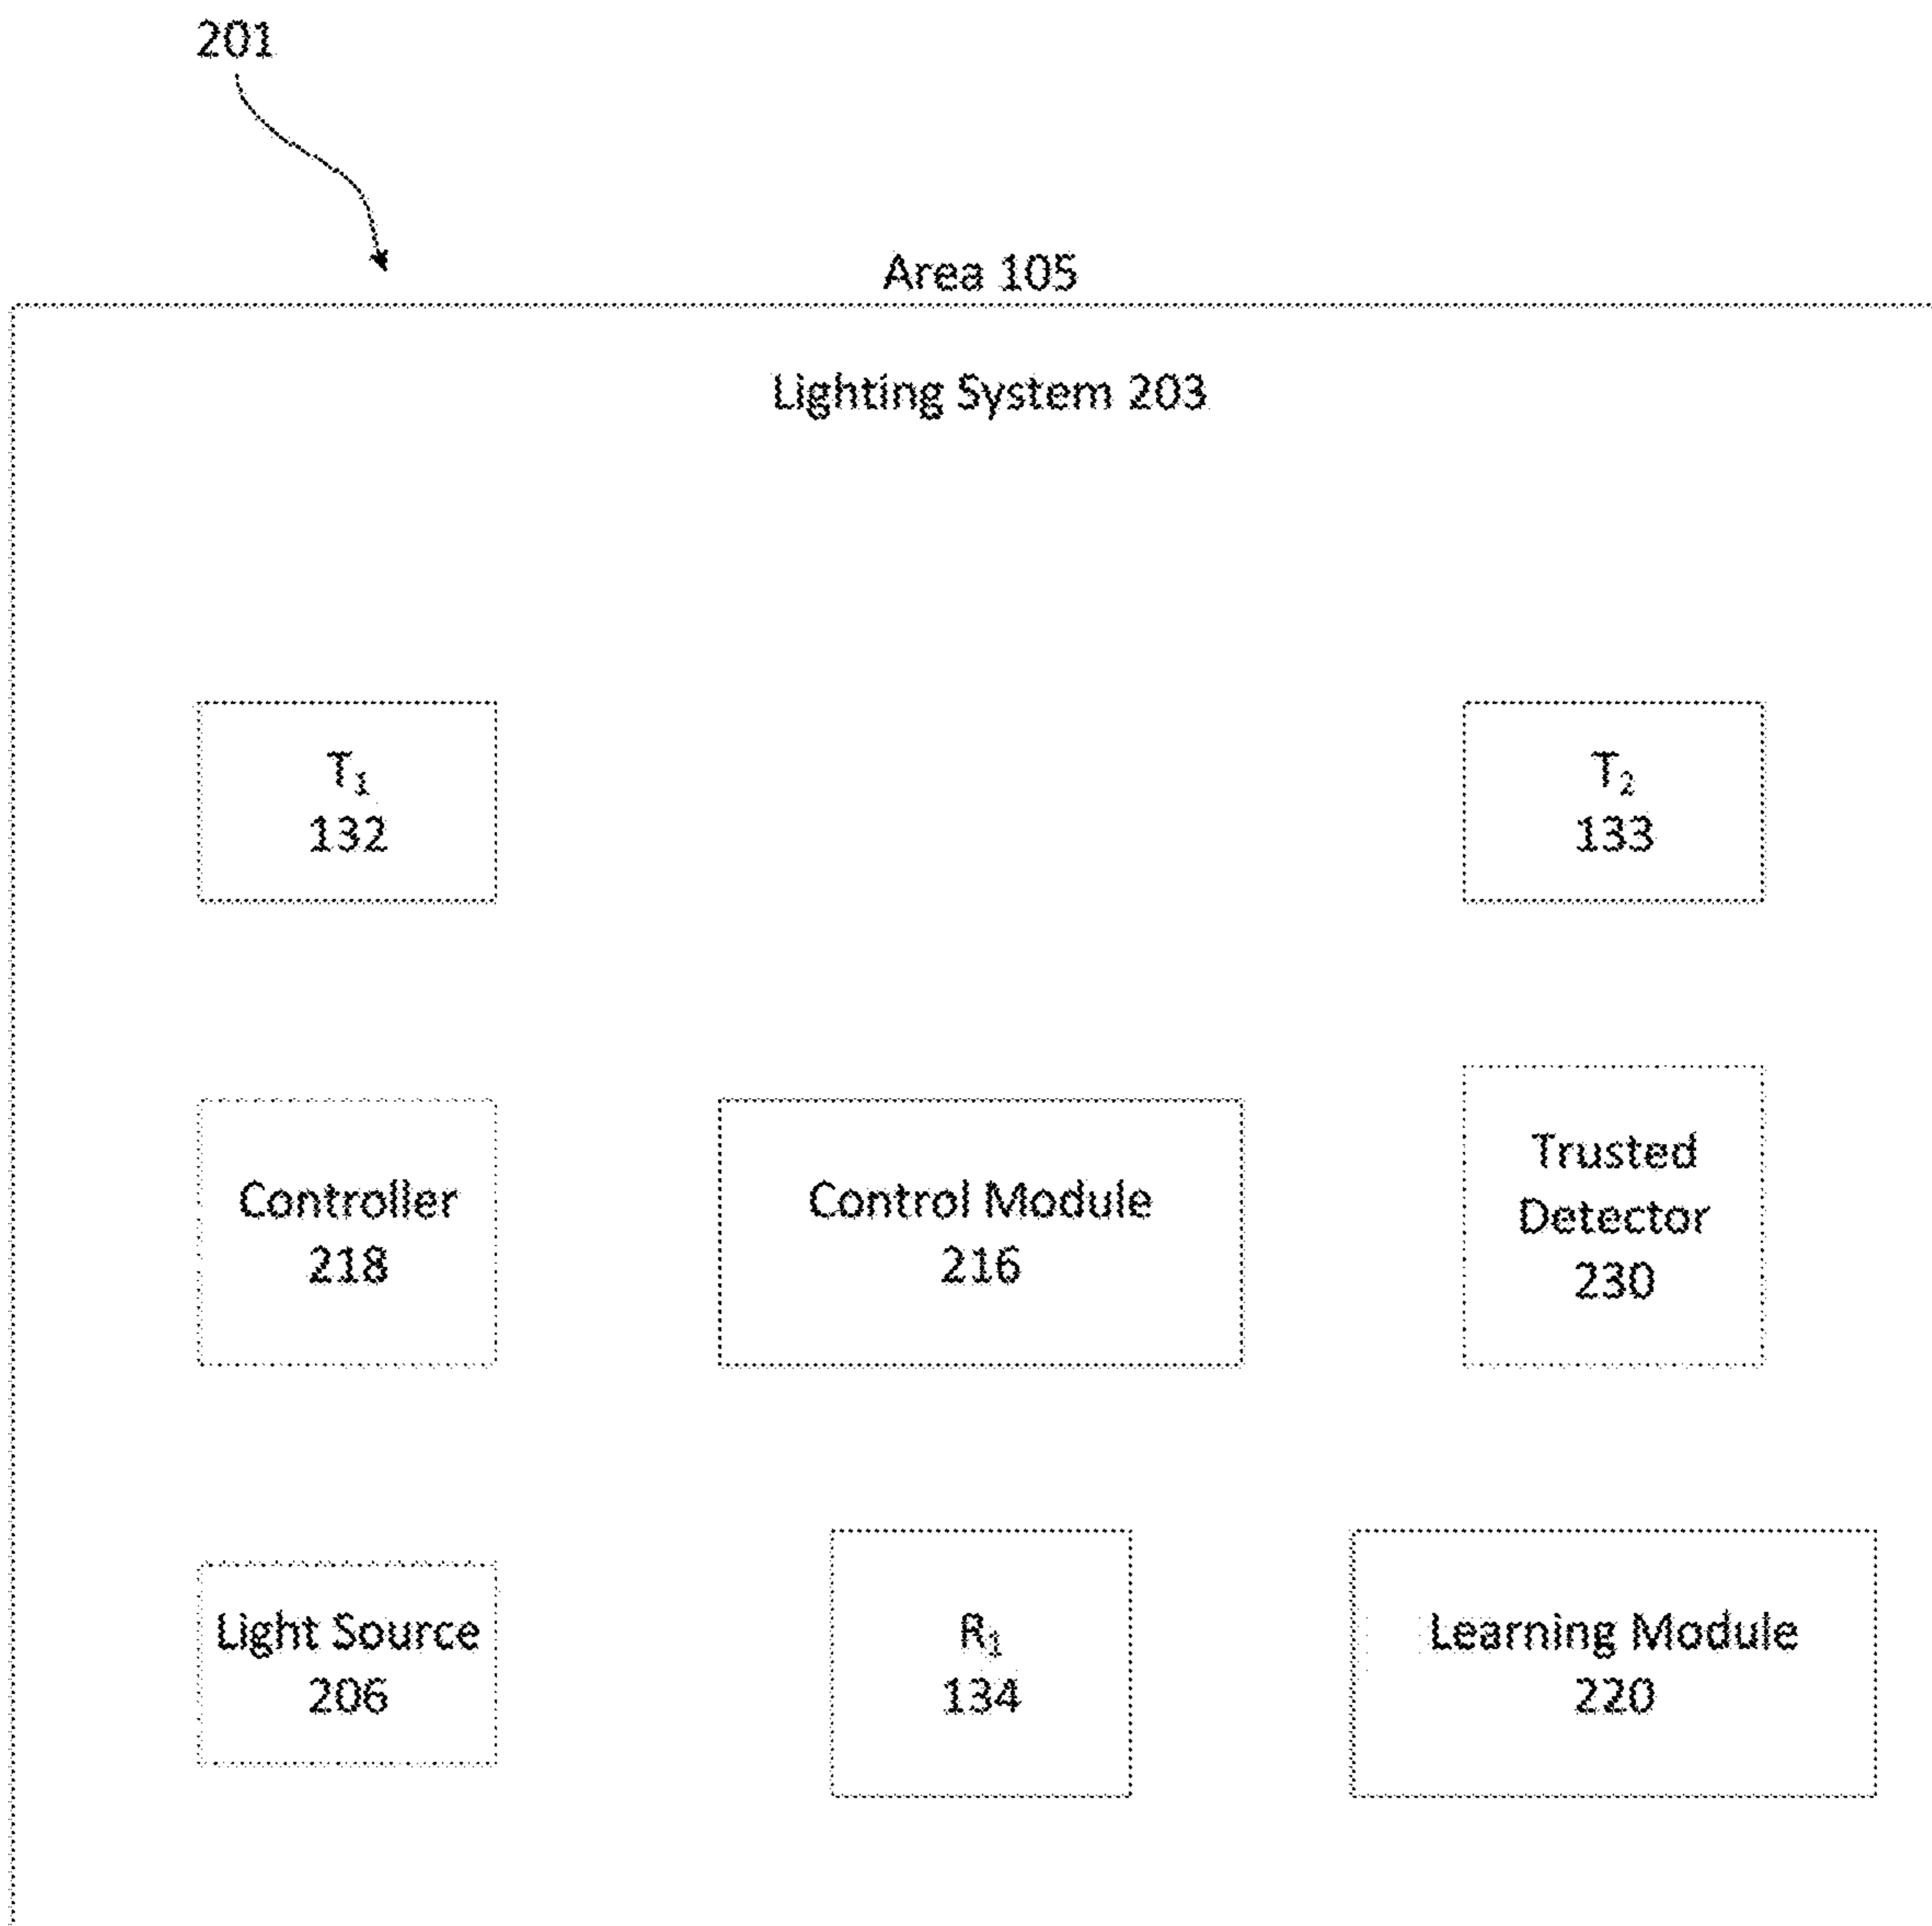 201
Area 105
Lighting System 203
T₁
132
T₂
133
Controller
218
Control Module
216
Trusted
Detector
230
Light Source
206
R₁
134
Learning Module
220